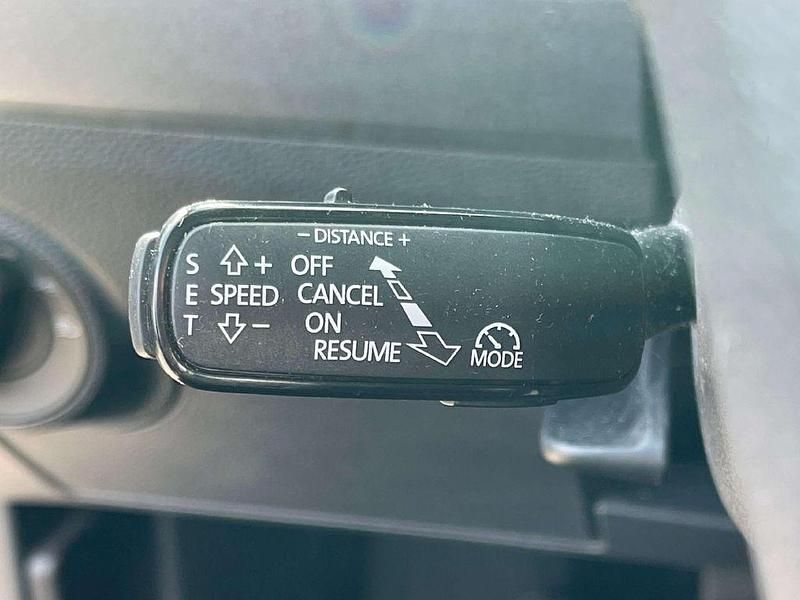 − DISTANCE +
S + OFF
E SPEED CANCEL
T − ON
RESUME
MODE